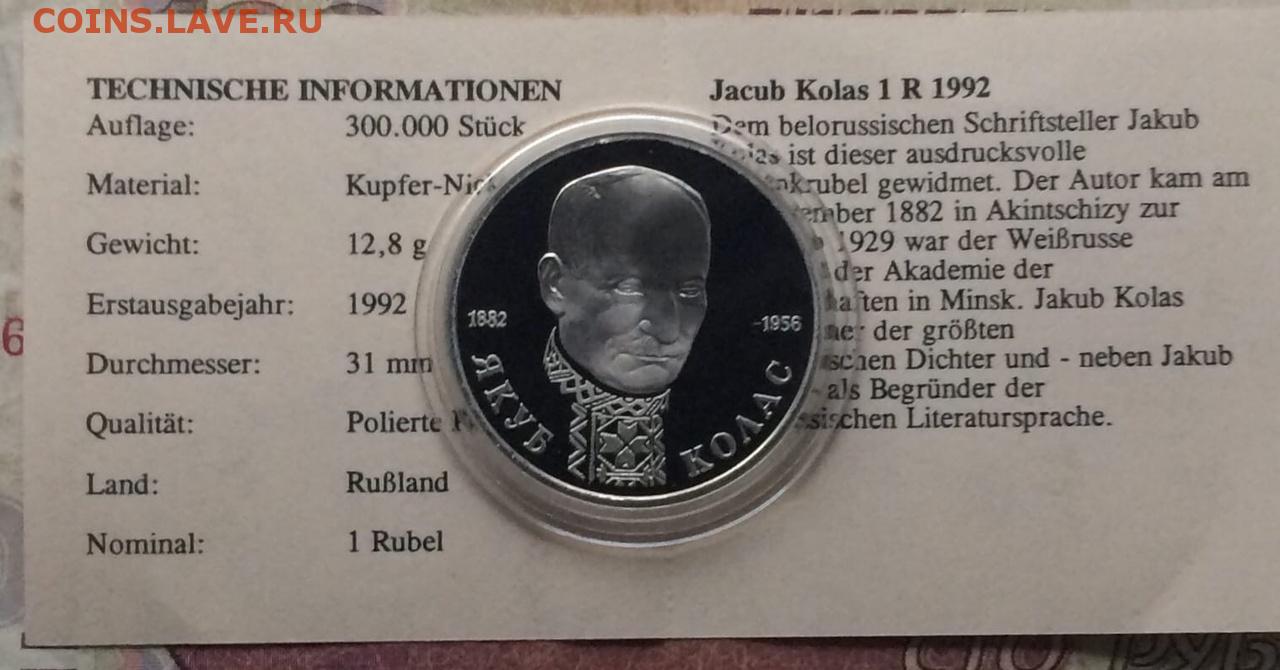 COINS.LAVE.RU
TECHNISCHE INFORMATIONEN
Auflage: 300.000 Stück
Material:
Gewicht: 12,8 g
Erstausgabejahr: 1992
Durchmesser: 31 mm
Qualität: Polierte
Land: Rußland
Nominal: 1 Rubel
Jacub Kolas 1 R 1992
Dem belorussischen Schriftsteller Jakub
Kolas ist dieser ausdrucksvolle
gewidmet. Der Autor kam am
1882 in Akintschizy zur
1929 war der Weißrusse
der Akademie der
in Minsk. Jakub Kolas
der größten
Dichter und - neben Jakub
als Begründer der
Literatursprache.
1882 -1956
ЯКУБ КОЛАС
6